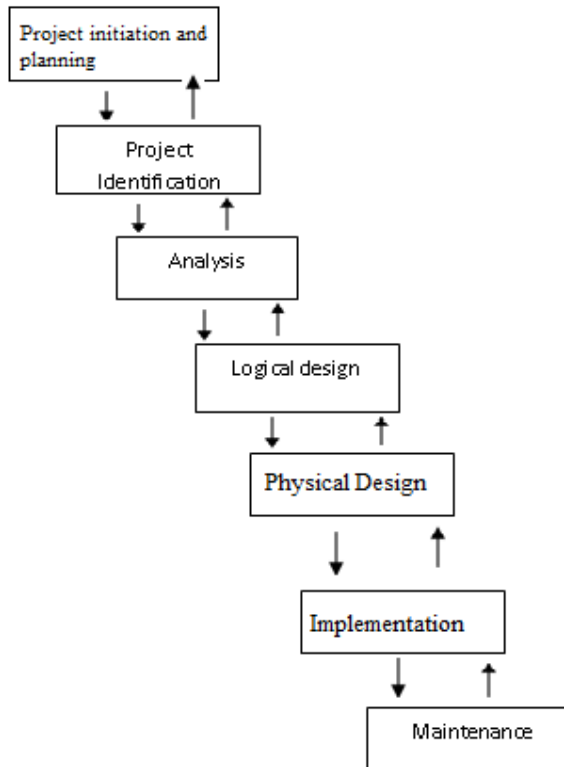 Project initiation and
planning
Project
Identification
Analysis
Logical design
Physical Design
Implementation
Maintenance